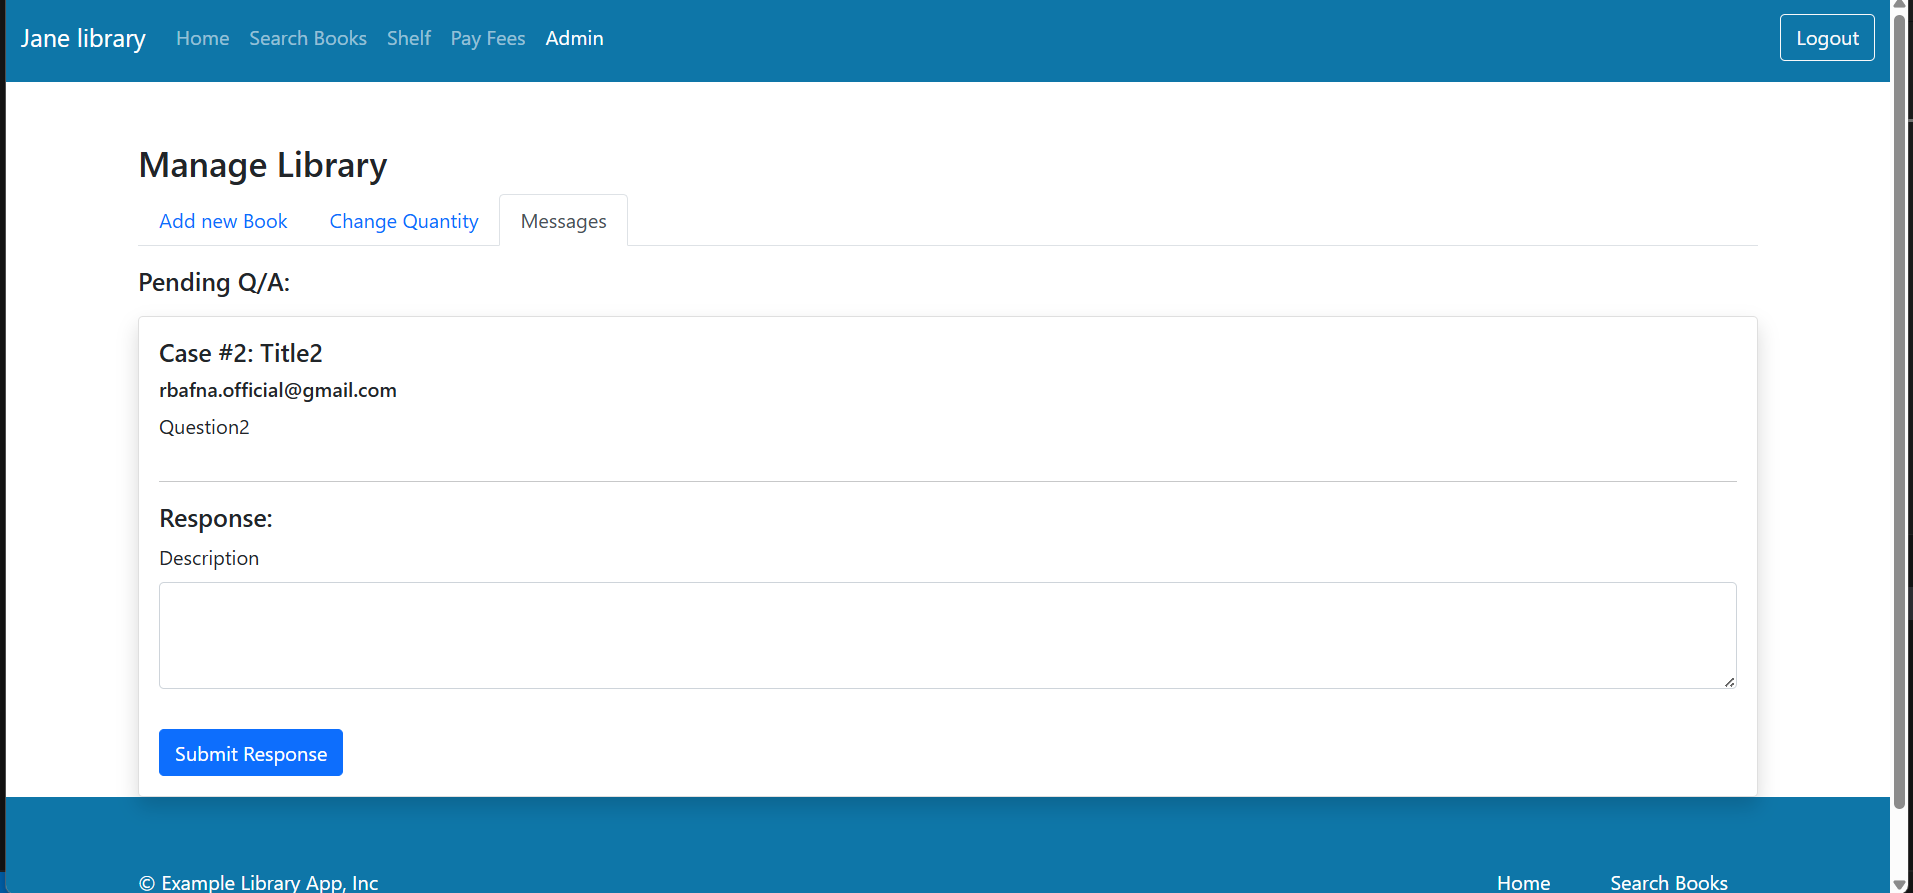 Jane library Home Search Books Shelf Pay Fees Admin Logout
Manage Library
Add new Book Change Quantity Messages
Pending Q/A:
Case #2: Title2
rbafna.official@gmail.com
Question2
Response:
Description
Submit Response
© Example Library App, Inc Home Search Books